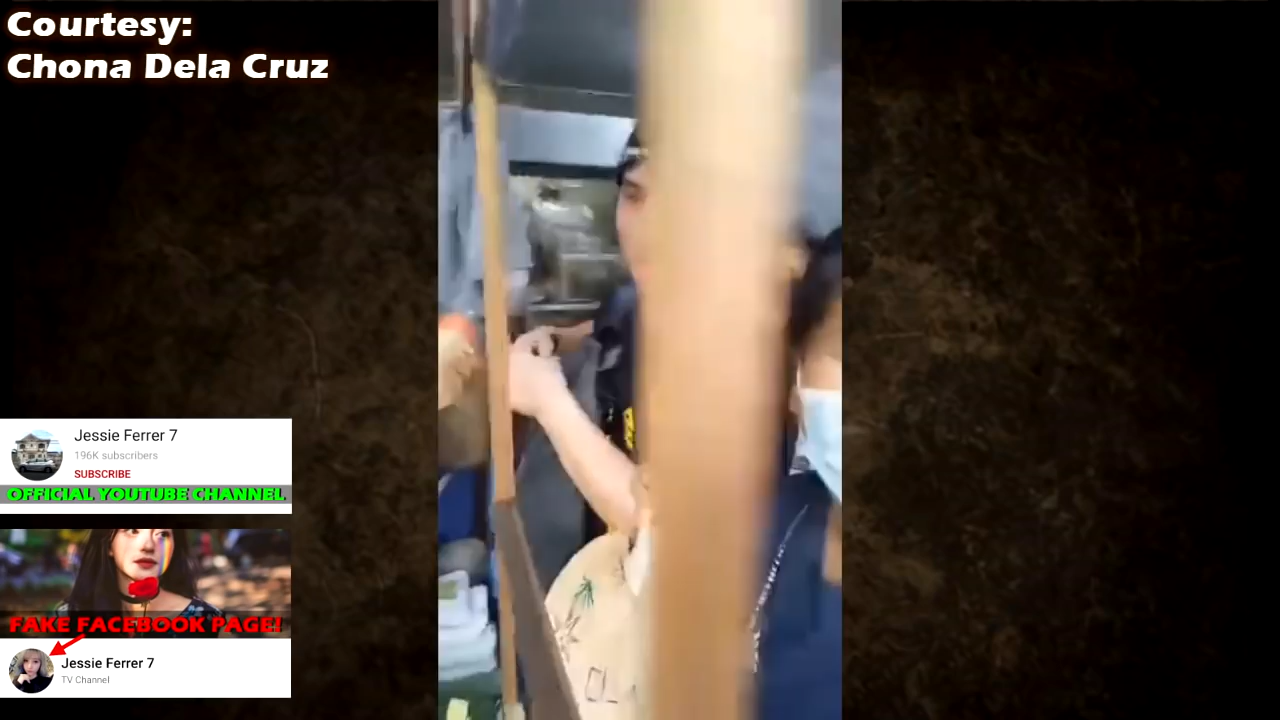 Courtesy:
Chona Dela Cruz
Jessie Ferrer 7
196K subscribers
SUBSCRIBE
OFFICIAL YOUTUBE CHANNEL
FAKE FACEBOOK PAGE!
Jessie Ferrer 7
TV Channel